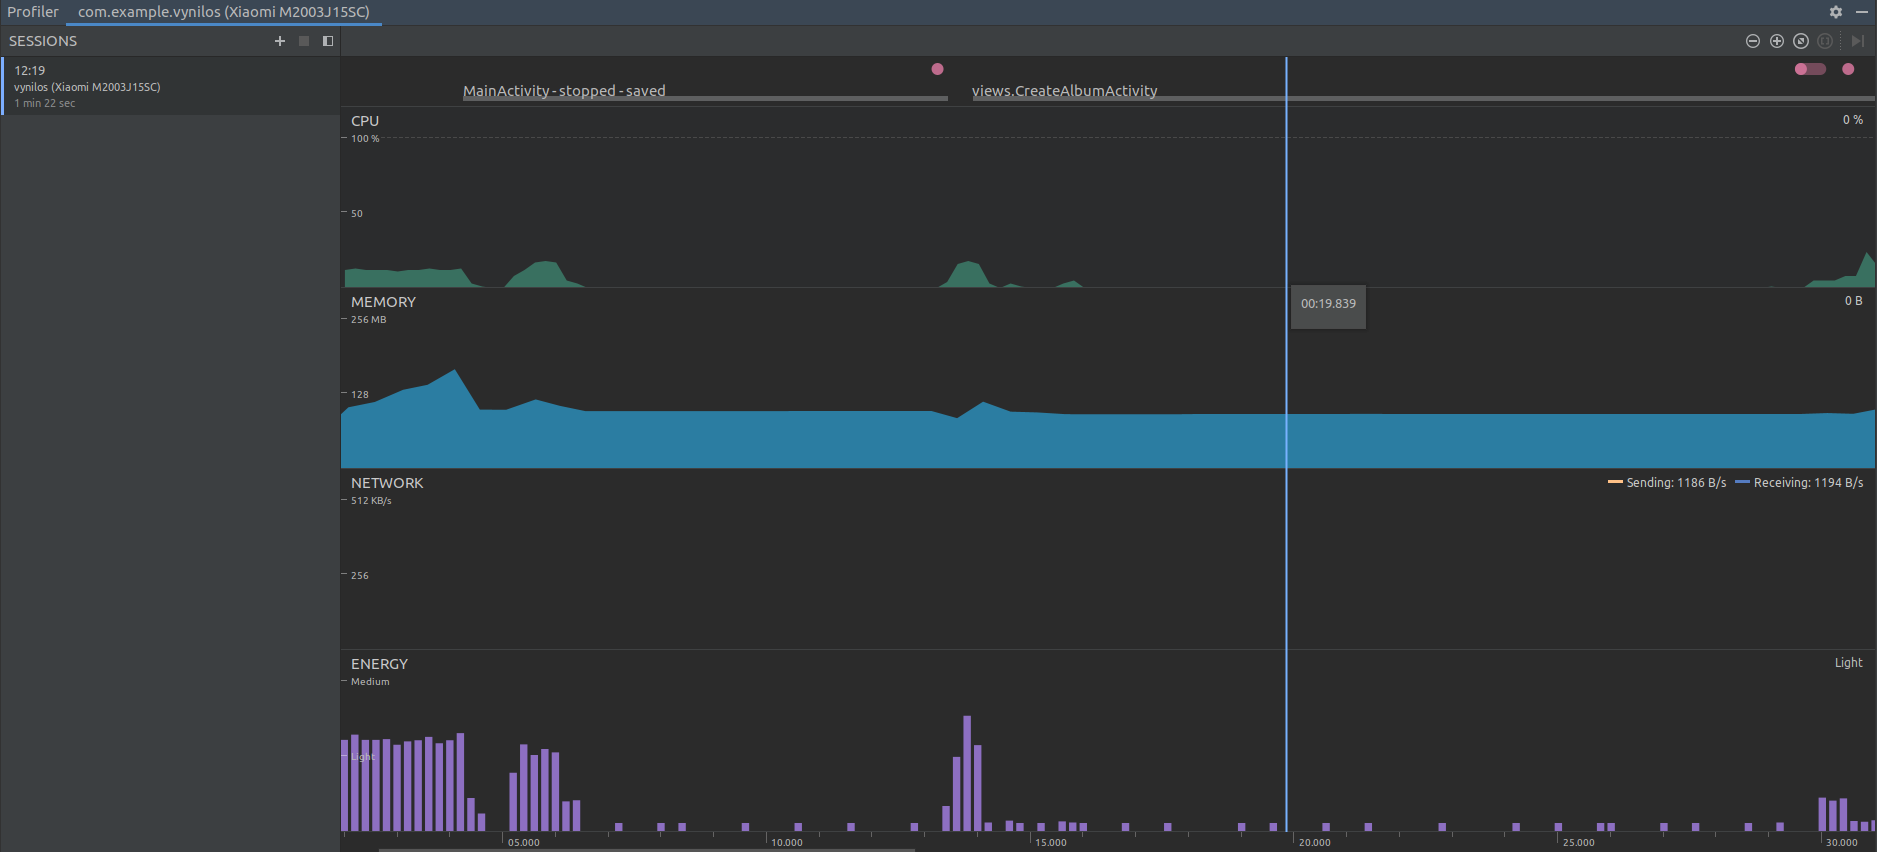 Profiler com.example.vynilos (Xiaomi M2003J15SC)
SESSIONS
12:19
vynilos (Xiaomi M2003J15SC)
1 min 22 sec
MainActivity - stopped - saved views.CreateAlbumActivity
CPU 0 %
100 %
50
00:19.839
MEMORY 0 B
256 MB
128
NETWORK Sending: 1186 B/s Receiving: 1194 B/s
512 KB/s
256
ENERGY Light
Medium
Light
05.000 10.000 15.000 20.000 25.000 30.000